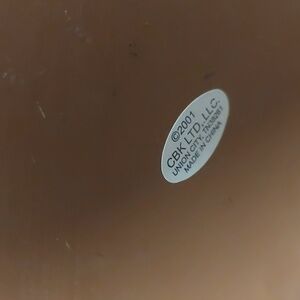 ©2001
CBK LTD., LLC.
UNION CITY, TN38261
MADE IN CHINA